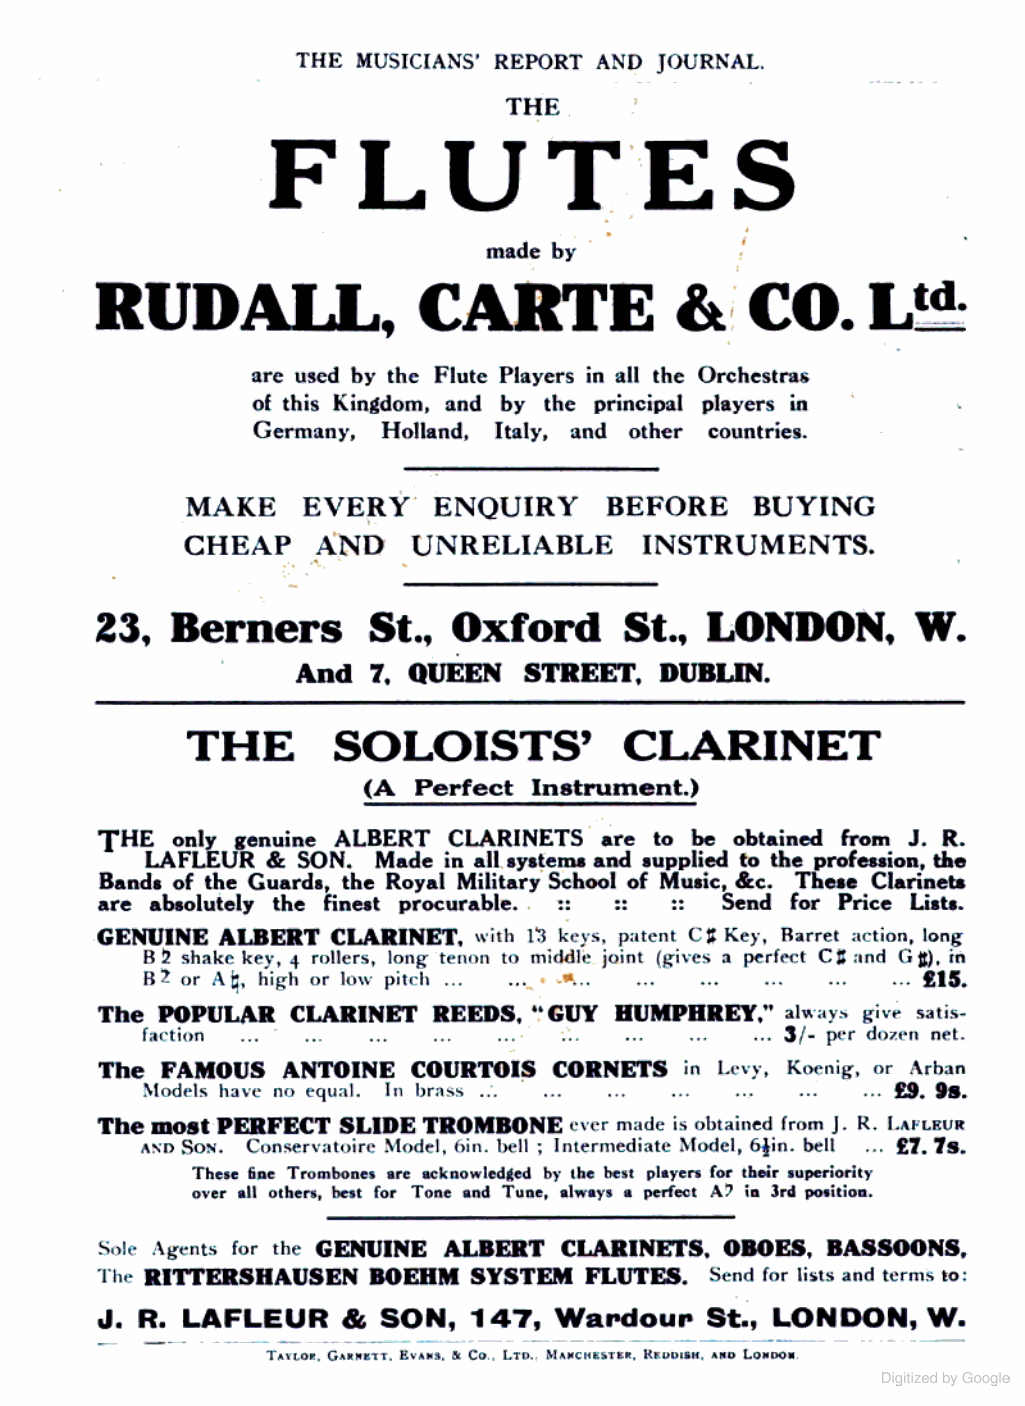 THE MUSICIANS' REPORT AND JOURNAL.
THE
FLUTES
made by
RUDALL, CARTE & CO. Ltd.
are used by the Flute Players in all the Orchestras
of this Kingdom, and by the principal players in
Germany, Holland, Italy, and other countries.
MAKE EVERY ENQUIRY BEFORE BUYING
CHEAP AND UNRELIABLE INSTRUMENTS.
23, Berners St., Oxford St., LONDON, W.
And 7, QUEEN STREET, DUBLIN.
THE SOLOISTS' CLARINET
(A Perfect Instrument.)
THE only genuine ALBERT CLARINETS are to be obtained from J. R.
LAFLEUR & SON. Made in all systems and supplied to the profession, the
Bands of the Guards, the Royal Military School of Music, &c. These Clarinets
are absolutely the finest procurable. :: :: :: Send for Price Lists.
GENUINE ALBERT CLARINET, with 13 keys, patent C♯ Key, Barret action, long
B♭ shake key, 4 rollers, long tenon to middle joint (gives a perfect C♯ and G♯), in
B♭ or A♮, high or low pitch ... ... ... ... ... ... ... ... £15.
The POPULAR CLARINET REEDS, "GUY HUMPHREY," always give satis-
faction ... ... ... ... ... ... ... ... ... 3/- per dozen net.
The FAMOUS ANTOINE COURTOIS CORNETS in Levy, Koenig, or Arban
Models have no equal. In brass ... ... ... ... ... ... ... £9. 9s.
The most PERFECT SLIDE TROMBONE ever made is obtained from J. R. LAFLEUR
AND SON. Conservatoire Model, 6in. bell ; Intermediate Model, 6½in. bell ... £7. 7s.
These fine Trombones are acknowledged by the best players for their superiority
over all others, best for Tone and Tune, always a perfect A♭ in 3rd position.
Sole Agents for the GENUINE ALBERT CLARINETS, OBOES, BASSOONS,
The RITTERSHAUSEN BOEHM SYSTEM FLUTES. Send for lists and terms to:
J. R. LAFLEUR & SON, 147, Wardour St., LONDON, W.
TAYLOR, GARNETT, EVANS, & CO., LTD., MANCHESTER, REDDISH, AND LONDON.
Digitized by Google